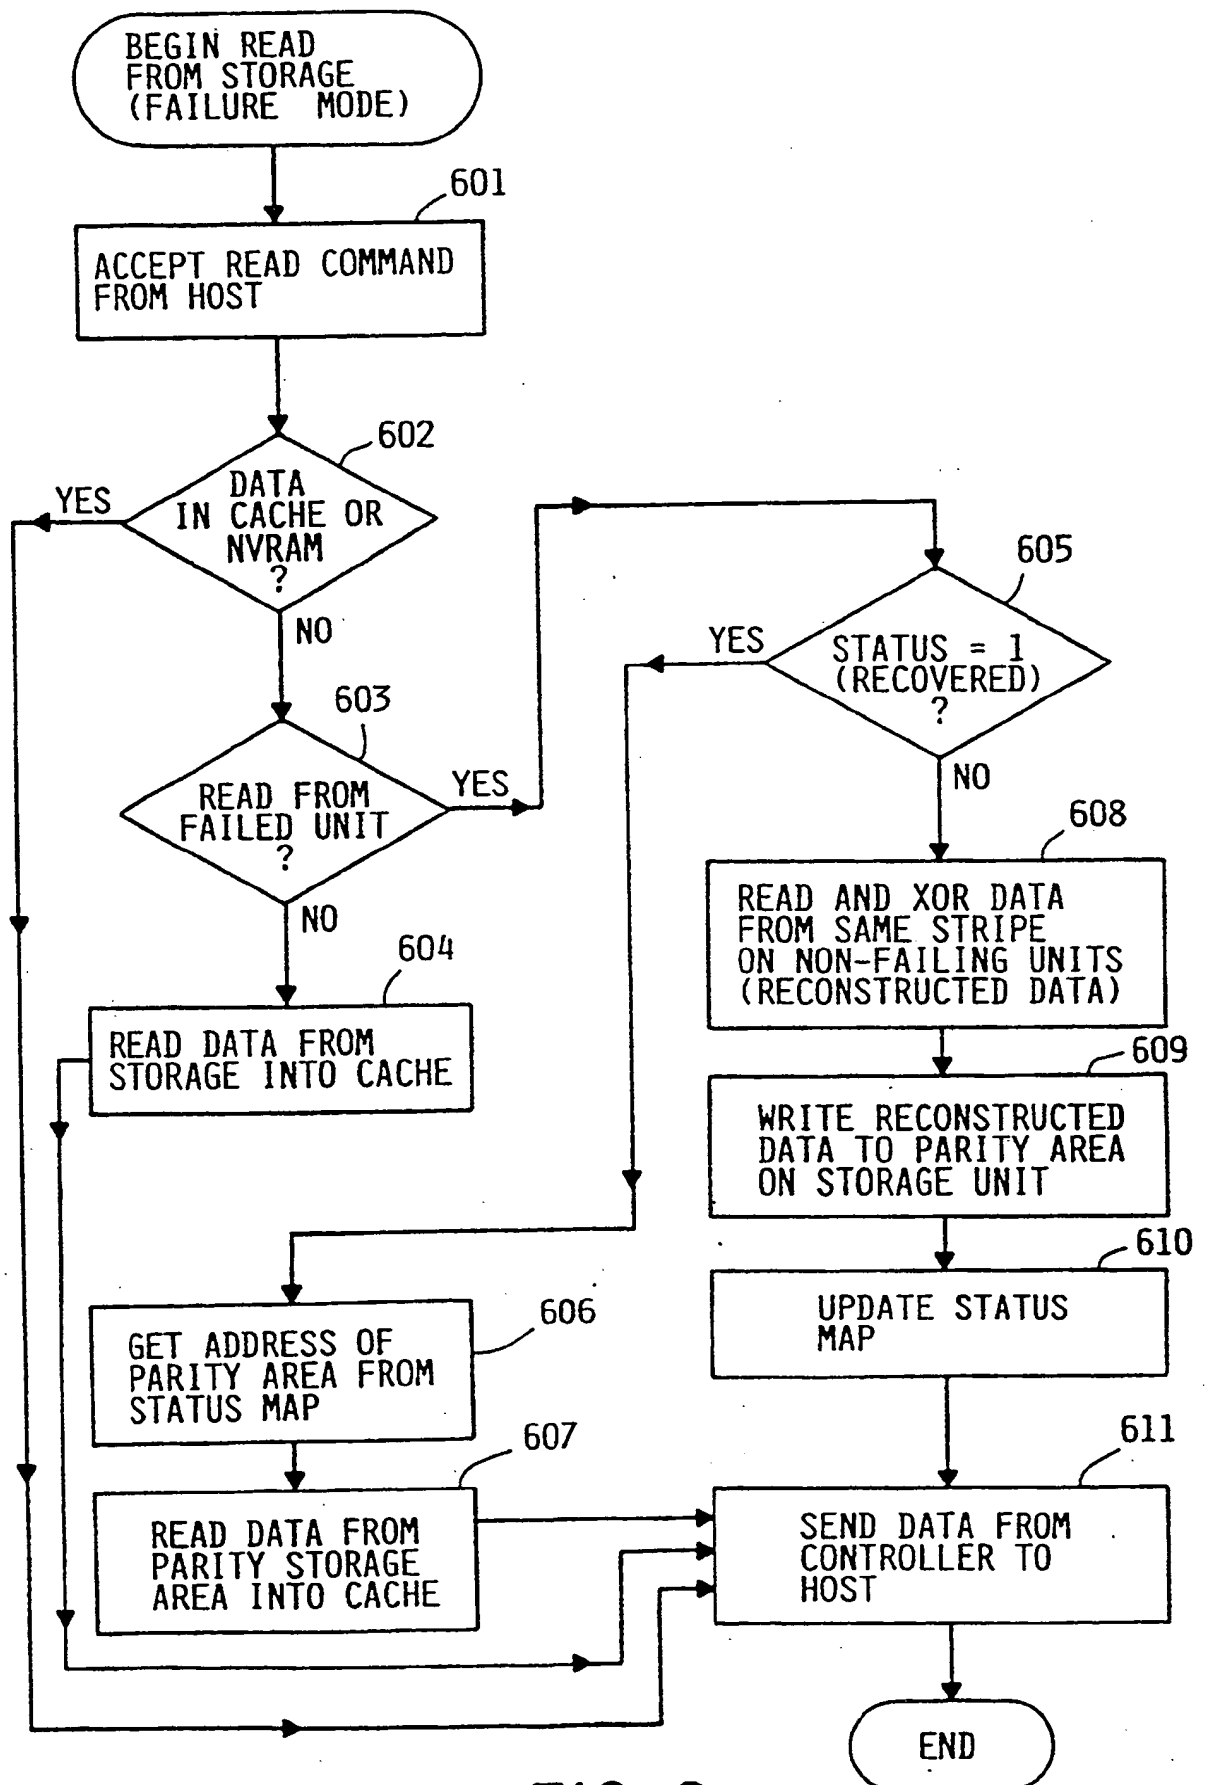 BEGIN READ
FROM STORAGE
(FAILURE MODE)
601
ACCEPT READ COMMAND
FROM HOST
602
DATA
IN CACHE OR
NVRAM
?
YES
NO
603
READ FROM
FAILED UNIT
?
YES
NO
604
READ DATA FROM
STORAGE INTO CACHE
605
STATUS = 1
(RECOVERED)
?
YES
NO
606
GET ADDRESS OF
PARITY AREA FROM
STATUS MAP
607
READ DATA FROM
PARITY STORAGE
AREA INTO CACHE
608
READ AND XOR DATA
FROM SAME STRIPE
ON NON-FAILING UNITS
(RECONSTRUCTED DATA)
609
WRITE RECONSTRUCTED
DATA TO PARITY AREA
ON STORAGE UNIT
610
UPDATE STATUS
MAP
611
SEND DATA FROM
CONTROLLER TO
HOST
END